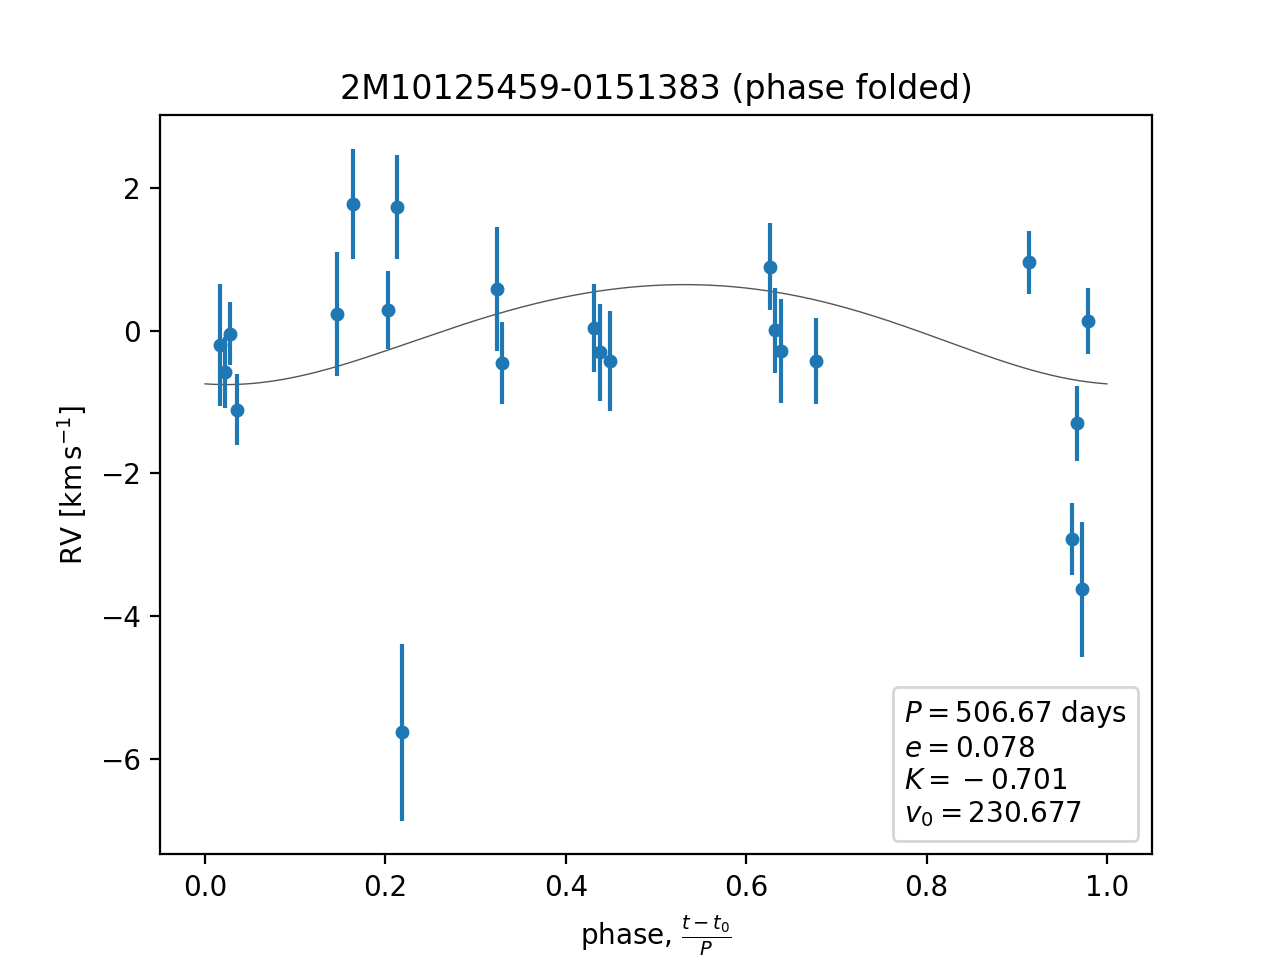 2M10125459-0151383 (phase folded)
RV [km s⁻¹]
2
0
−2
−4
−6
P = 506.67 days
e = 0.078
K = −0.701
v₀ = 230.677
0.0 0.2 0.4 0.6 0.8 1.0
phase, (t − t₀)/P